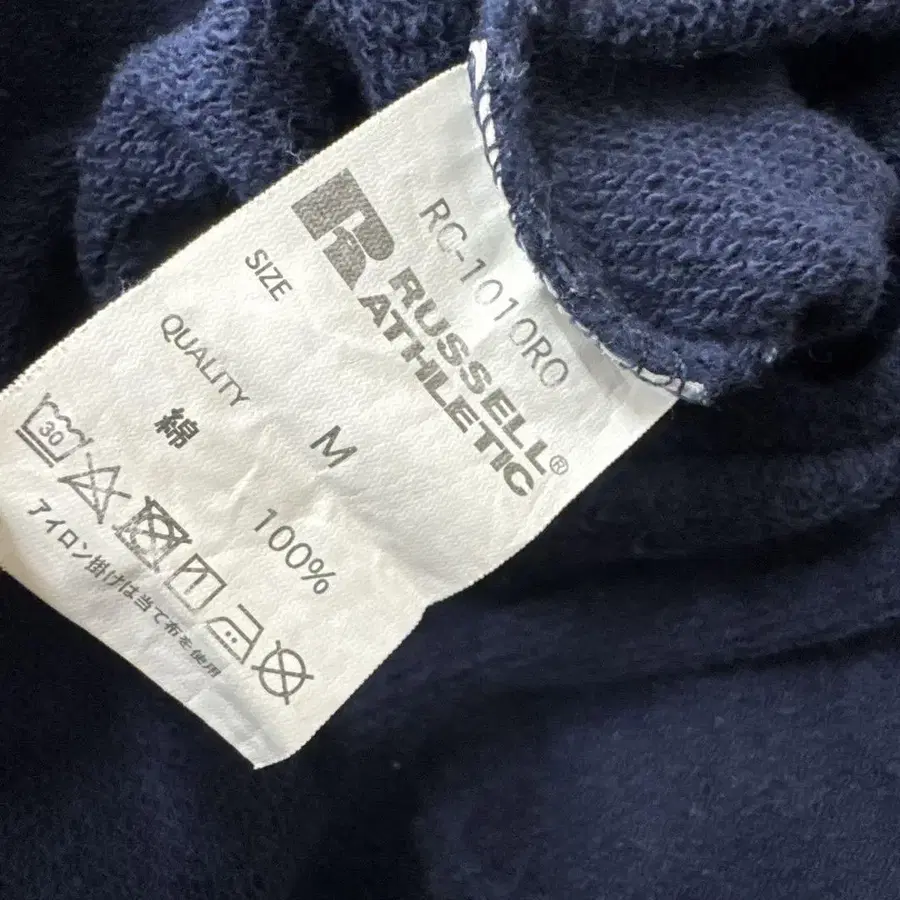 RC-1010RO
RUSSELL®
ATHLETIC
SIZE M
QUALITY
綿 100%
30
アイロン掛けは当て布を使用